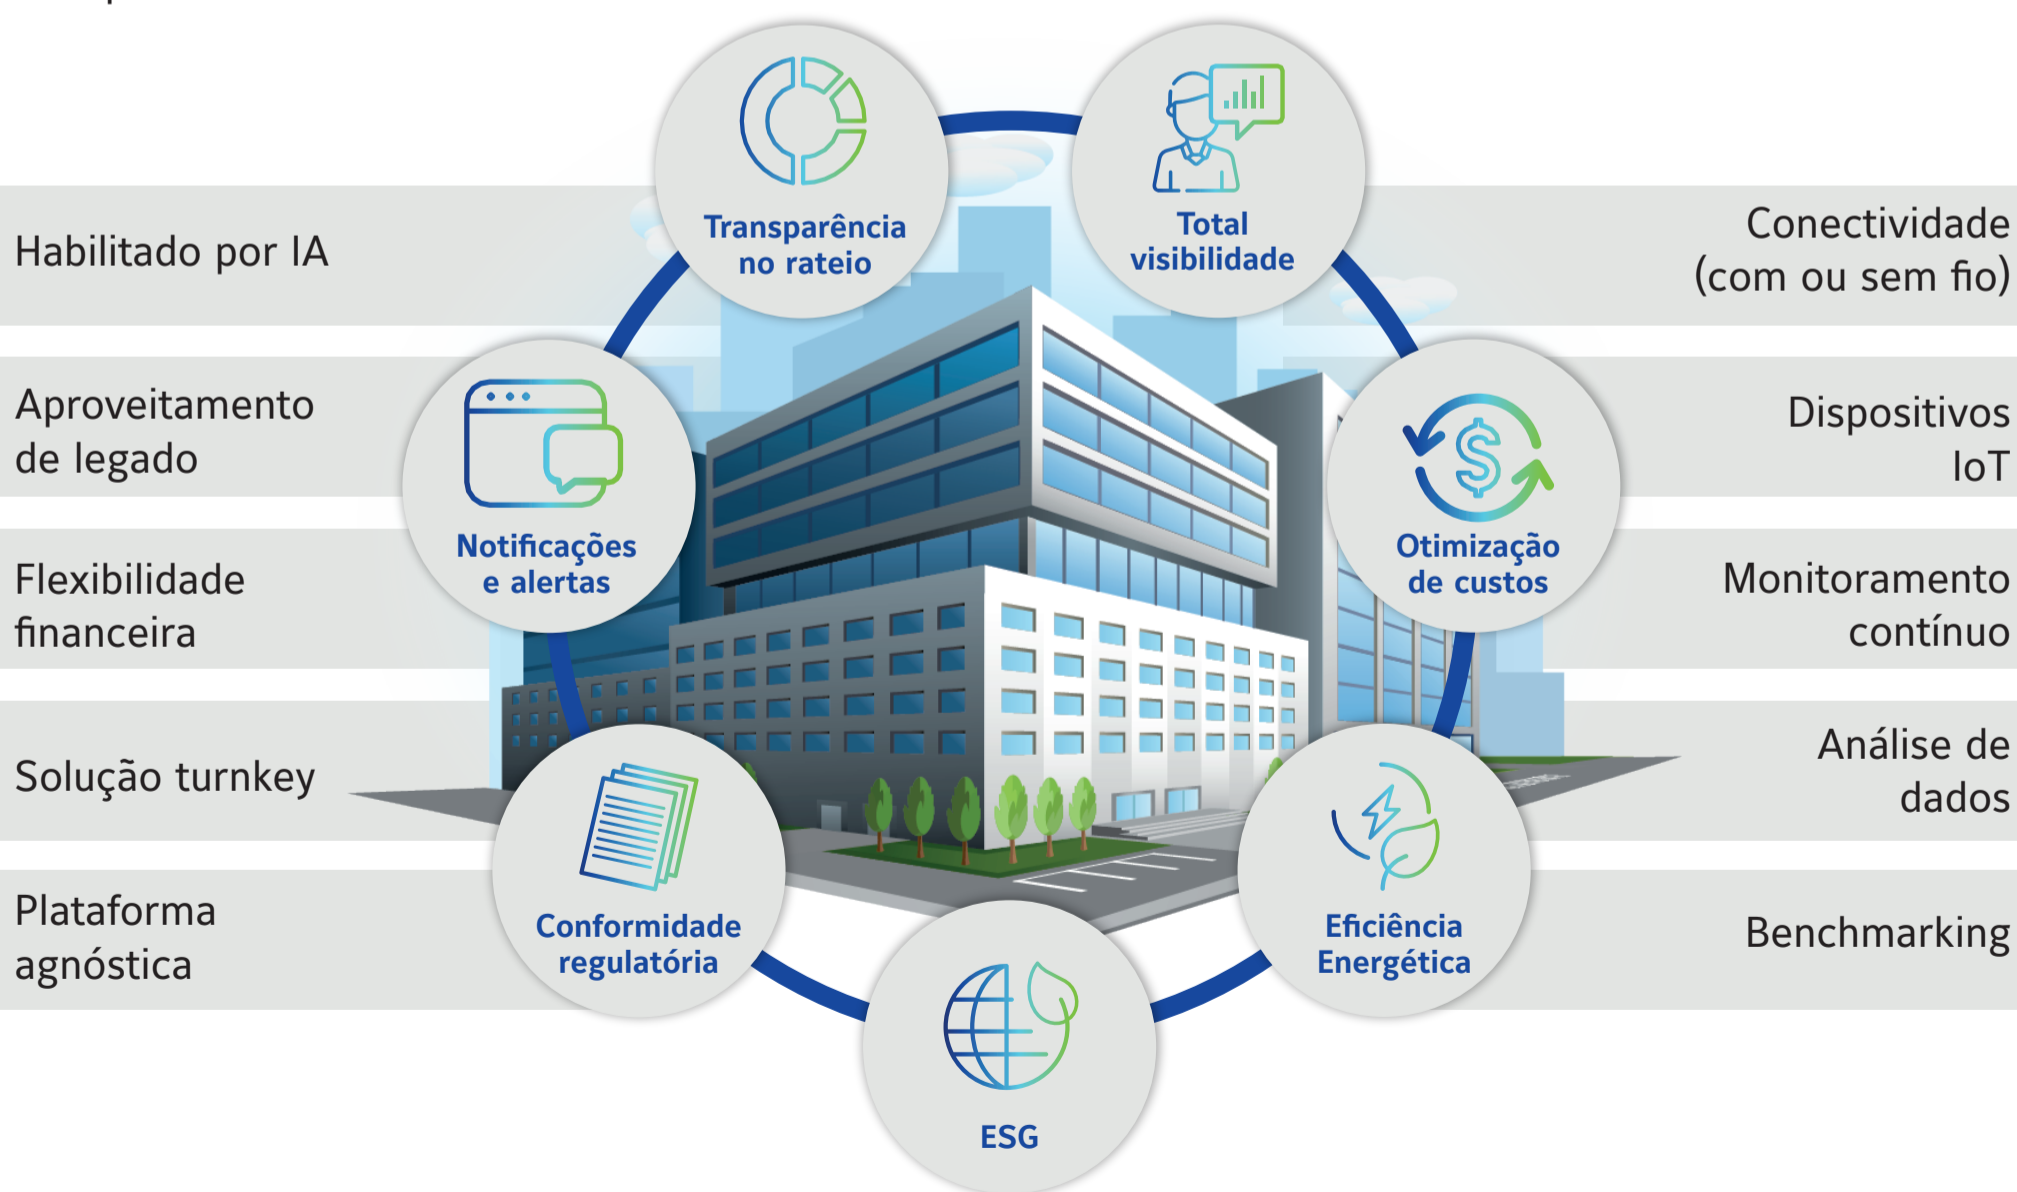 Transparência
no rateio
Total
visibilidade
Habilitado por IA
Conectividade
(com ou sem fio)
Aproveitamento
de legado
Dispositivos
IoT
Notificações
e alertas
Otimização
de custos
Flexibilidade
financeira
Monitoramento
contínuo
Solução turnkey
Análise de
dados
Plataforma
agnóstica
Conformidade
regulatória
Eficiência
Energética
Benchmarking
ESG